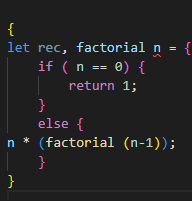 {
let rec, factorial n = {
    if ( n == 0) {
        return 1;
    }
    else {
n * (factorial (n-1));
    }
}